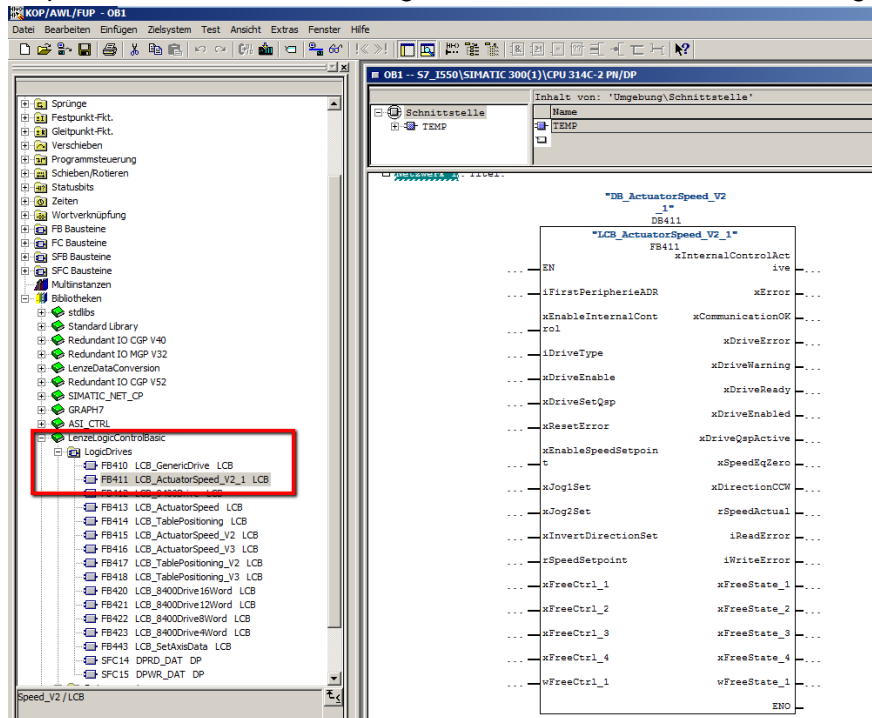 KOP/AWL/FUP - OB1
Datei Bearbeiten Einfügen Zielsystem Test Ansicht Extras Fenster Hilfe
Sprünge
Festpunkt-Fkt.
Gleitpunkt-Fkt.
Verschieben
Programmsteuerung
Schieben/Rotieren
Statusbits
Zeiten
Wortverknüpfung
FB Bausteine
FC Bausteine
SFB Bausteine
SFC Bausteine
Multiinstanzen
Bibliotheken
stdlibs
Standard Library
Redundant IO CGP V40
Redundant IO MGP V32
LenzeDataConversion
Redundant IO CGP V52
SIMATIC_NET_CP
GRAPH7
ASI_CTRL
LenzeLogicControlBasic
LogicDrives
FB410 LCB_GenericDrive LCB
FB411 LCB_ActuatorSpeed_V2_1 LCB
FB412 LCB_8400Drive LCB
FB413 LCB_ActuatorSpeed LCB
FB414 LCB_TablePositioning LCB
FB415 LCB_ActuatorSpeed_V2 LCB
FB416 LCB_ActuatorSpeed_V3 LCB
FB417 LCB_TablePositioning_V2 LCB
FB418 LCB_TablePositioning_V3 LCB
FB420 LCB_8400Drive16Word LCB
FB421 LCB_8400Drive12Word LCB
FB422 LCB_8400Drive8Word LCB
FB423 LCB_8400Drive4Word LCB
FB443 LCB_SetAxisData LCB
SFC14 DPRD_DAT DP
SFC15 DPWR_DAT DP
Speed_V2 / LCB
OB1 -- S7_I550\SIMATIC 300(1)\CPU 314C-2 PN/DP
Inhalt von: 'Umgebung\Schnittstelle'
Schnittstelle Name
TEMP TEMP
"DB_ActuatorSpeed_V2
_1"
DB411
"LCB_ActuatorSpeed_V2_1"
FB411
xInternalControlAct
... EN ive ...
... iFirstPeripherieADR xError ...
xEnableInternalCont xCommunicationOK ...
... rol
xDriveError ...
... iDriveType
xDriveWarning ...
... xDriveEnable
xDriveReady ...
... xDriveSetQsp
xDriveEnabled ...
... xResetError
xDriveQspActive ...
xEnableSpeedSetpoin
... t xSpeedEqZero ...
... xJog1Set xDirectionCCW ...
... xJog2Set rSpeedActual ...
... xInvertDirectionSet iReadError ...
... rSpeedSetpoint iWriteError ...
... xFreeCtrl_1 xFreeState_1 ...
... xFreeCtrl_2 xFreeState_2 ...
... xFreeCtrl_3 xFreeState_3 ...
... xFreeCtrl_4 xFreeState_4 ...
... wFreeCtrl_1 wFreeState_1 ...
ENO